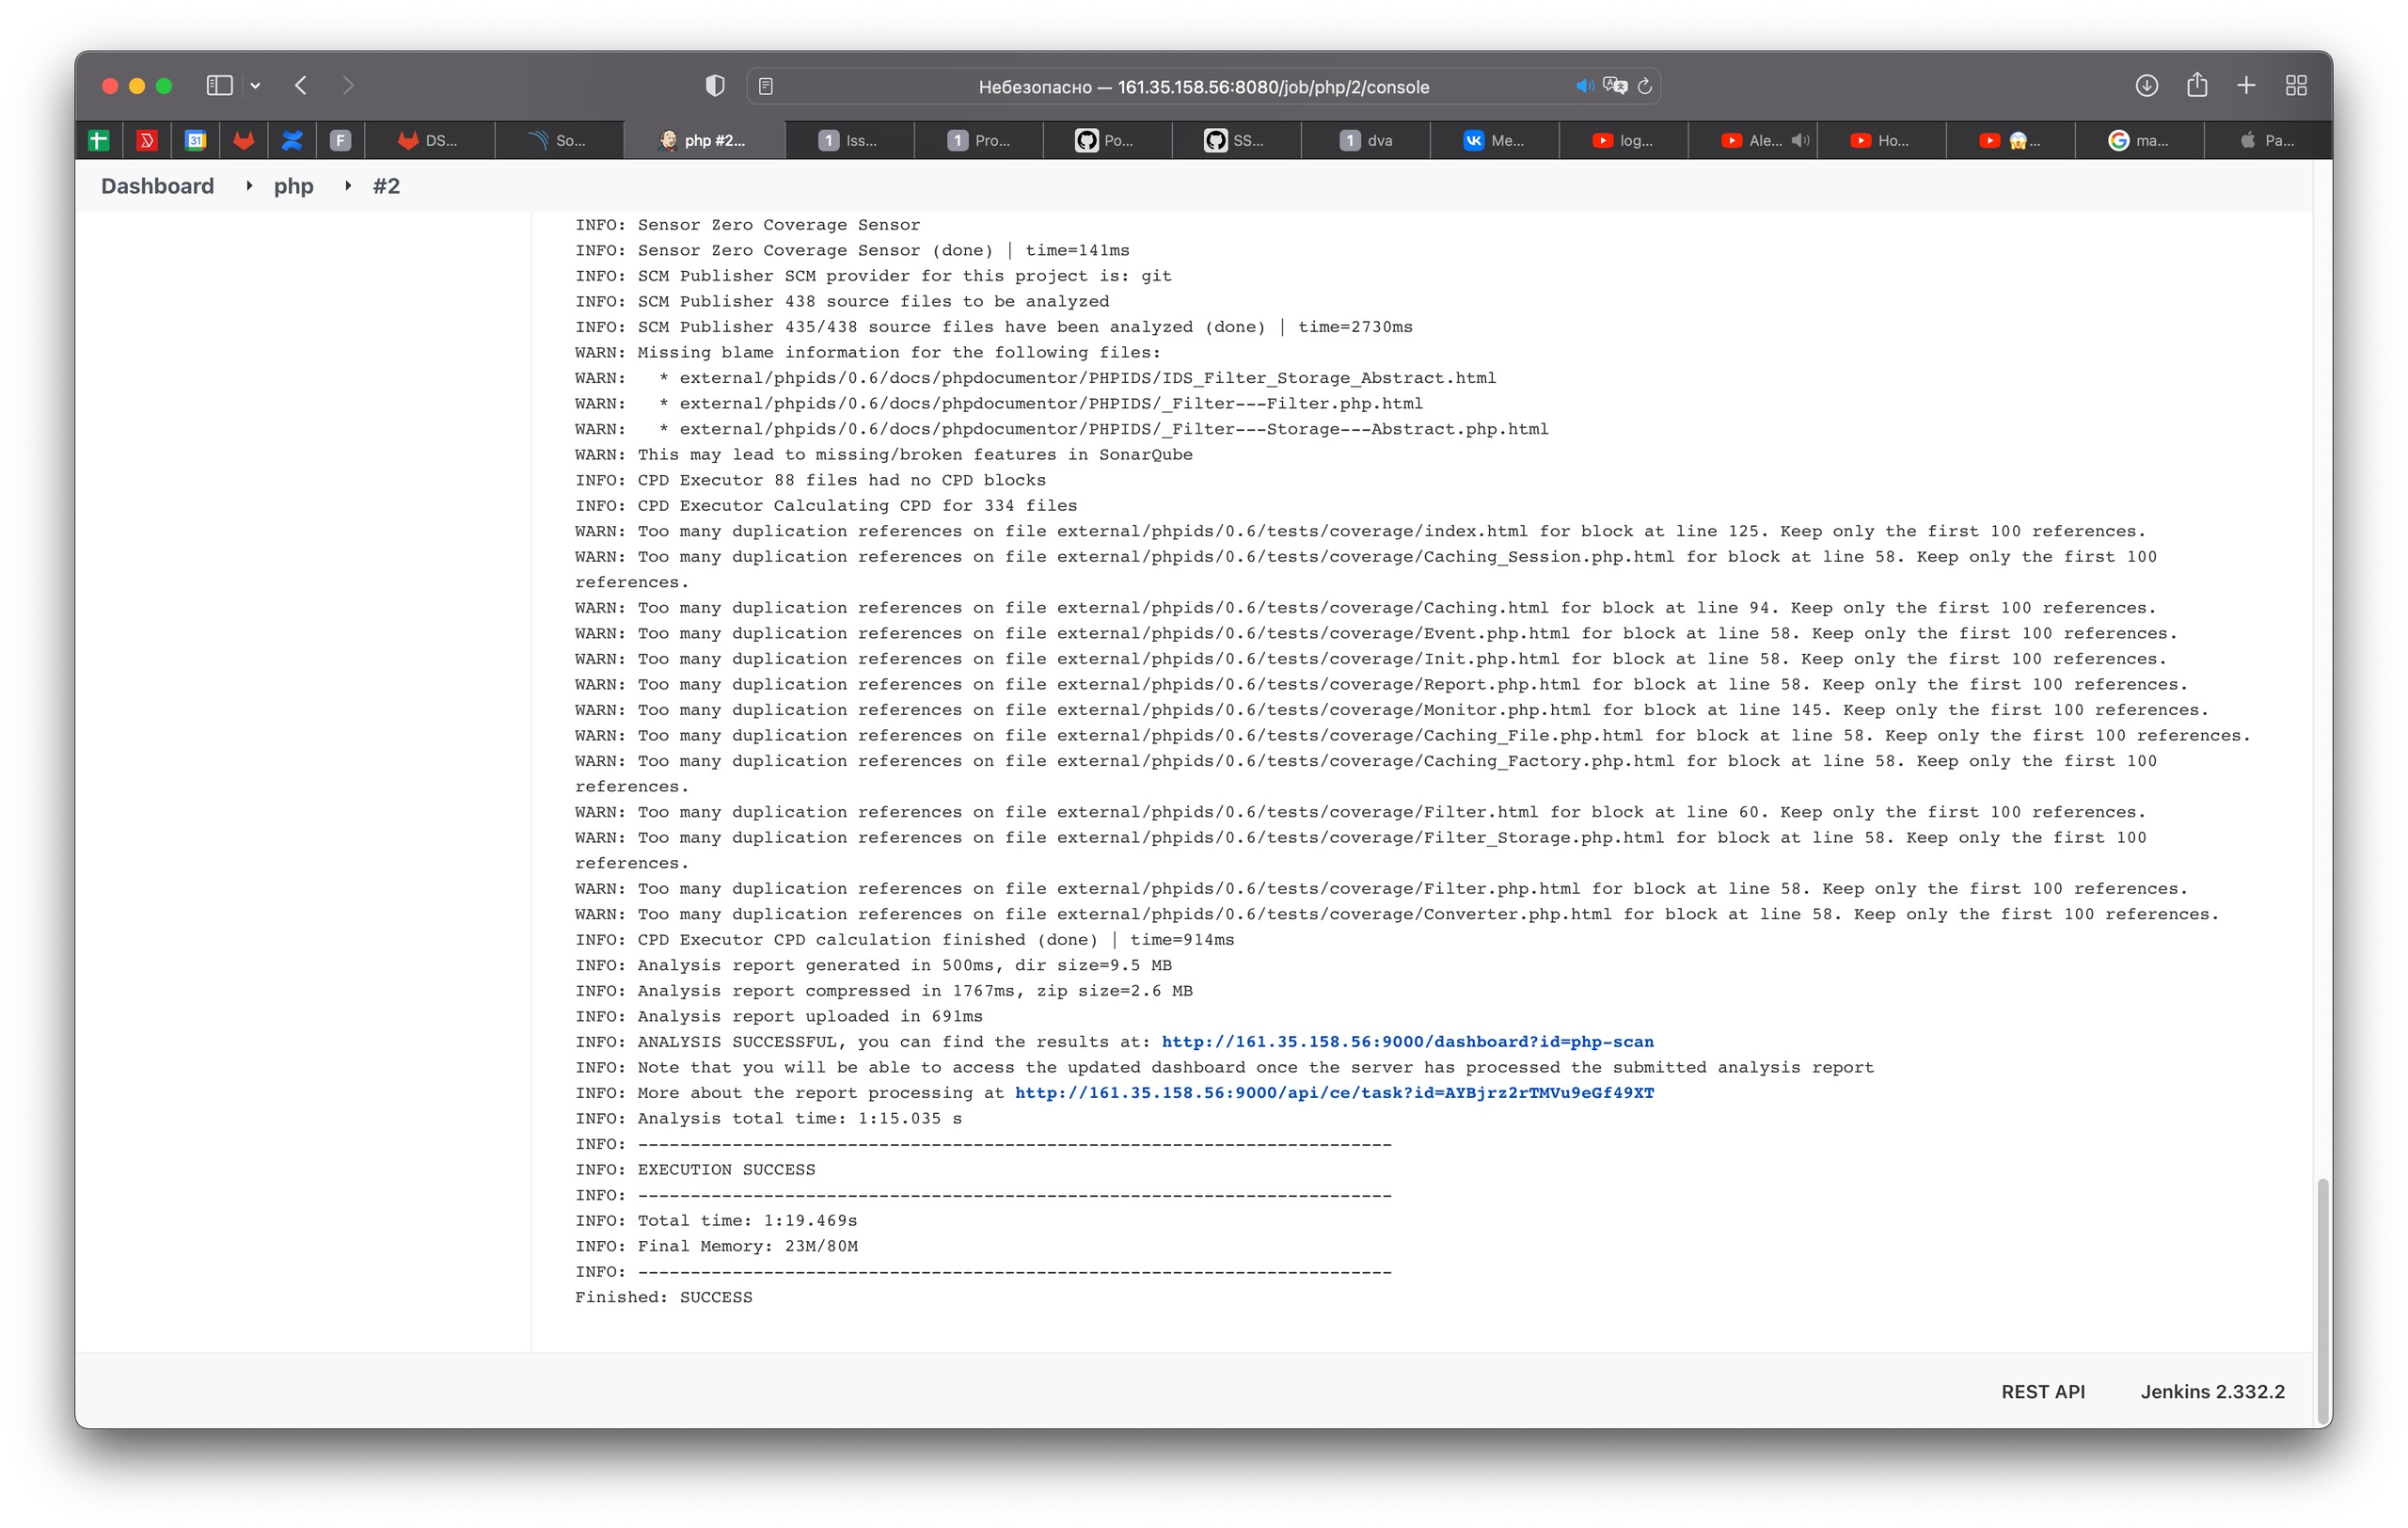 Небезопасно — 161.35.158.56:8080/job/php/2/console
31
F
DS...
So...
php #2...
1 Iss...
1 Pro...
Po...
SS...
1 dva
Me...
log...
Ale...
Ho...
...
ma...
Pa...
Dashboard php #2
INFO: Sensor Zero Coverage Sensor
INFO: Sensor Zero Coverage Sensor (done) | time=141ms
INFO: SCM Publisher SCM provider for this project is: git
INFO: SCM Publisher 438 source files to be analyzed
INFO: SCM Publisher 435/438 source files have been analyzed (done) | time=2730ms
WARN: Missing blame information for the following files:
WARN:   * external/phpids/0.6/docs/phpdocumentor/PHPIDS/IDS_Filter_Storage_Abstract.html
WARN:   * external/phpids/0.6/docs/phpdocumentor/PHPIDS/_Filter---Filter.php.html
WARN:   * external/phpids/0.6/docs/phpdocumentor/PHPIDS/_Filter---Storage---Abstract.php.html
WARN: This may lead to missing/broken features in SonarQube
INFO: CPD Executor 88 files had no CPD blocks
INFO: CPD Executor Calculating CPD for 334 files
WARN: Too many duplication references on file external/phpids/0.6/tests/coverage/index.html for block at line 125. Keep only the first 100 references.
WARN: Too many duplication references on file external/phpids/0.6/tests/coverage/Caching_Session.php.html for block at line 58. Keep only the first 100
references.
WARN: Too many duplication references on file external/phpids/0.6/tests/coverage/Caching.html for block at line 94. Keep only the first 100 references.
WARN: Too many duplication references on file external/phpids/0.6/tests/coverage/Event.php.html for block at line 58. Keep only the first 100 references.
WARN: Too many duplication references on file external/phpids/0.6/tests/coverage/Init.php.html for block at line 58. Keep only the first 100 references.
WARN: Too many duplication references on file external/phpids/0.6/tests/coverage/Report.php.html for block at line 58. Keep only the first 100 references.
WARN: Too many duplication references on file external/phpids/0.6/tests/coverage/Monitor.php.html for block at line 145. Keep only the first 100 references.
WARN: Too many duplication references on file external/phpids/0.6/tests/coverage/Caching_File.php.html for block at line 58. Keep only the first 100 references.
WARN: Too many duplication references on file external/phpids/0.6/tests/coverage/Caching_Factory.php.html for block at line 58. Keep only the first 100
references.
WARN: Too many duplication references on file external/phpids/0.6/tests/coverage/Filter.html for block at line 60. Keep only the first 100 references.
WARN: Too many duplication references on file external/phpids/0.6/tests/coverage/Filter_Storage.php.html for block at line 58. Keep only the first 100
references.
WARN: Too many duplication references on file external/phpids/0.6/tests/coverage/Filter.php.html for block at line 58. Keep only the first 100 references.
WARN: Too many duplication references on file external/phpids/0.6/tests/coverage/Converter.php.html for block at line 58. Keep only the first 100 references.
INFO: CPD Executor CPD calculation finished (done) | time=914ms
INFO: Analysis report generated in 500ms, dir size=9.5 MB
INFO: Analysis report compressed in 1767ms, zip size=2.6 MB
INFO: Analysis report uploaded in 691ms
INFO: ANALYSIS SUCCESSFUL, you can find the results at: http://161.35.158.56:9000/dashboard?id=php-scan
INFO: Note that you will be able to access the updated dashboard once the server has processed the submitted analysis report
INFO: More about the report processing at http://161.35.158.56:9000/api/ce/task?id=AYBjrz2rTMVu9eGf49XT
INFO: Analysis total time: 1:15.035 s
INFO: ------------------------------------------------------------------------
INFO: EXECUTION SUCCESS
INFO: ------------------------------------------------------------------------
INFO: Total time: 1:19.469s
INFO: Final Memory: 23M/80M
INFO: ------------------------------------------------------------------------
Finished: SUCCESS
REST API
Jenkins 2.332.2